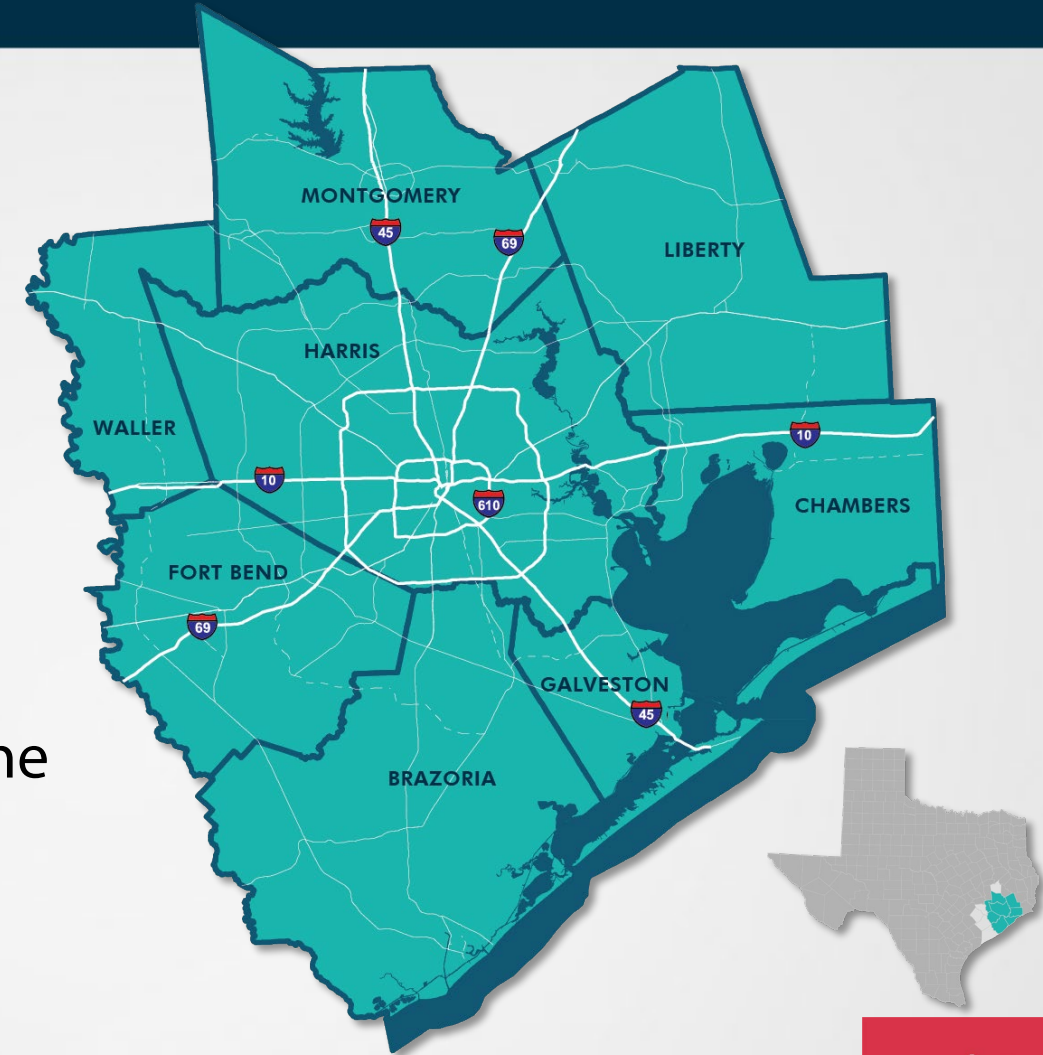 MONTGOMERY
45
69
LIBERTY
HARRIS
WALLER
10
10
610
CHAMBERS
FORT BEND
69
GALVESTON
45
ne
BRAZORIA